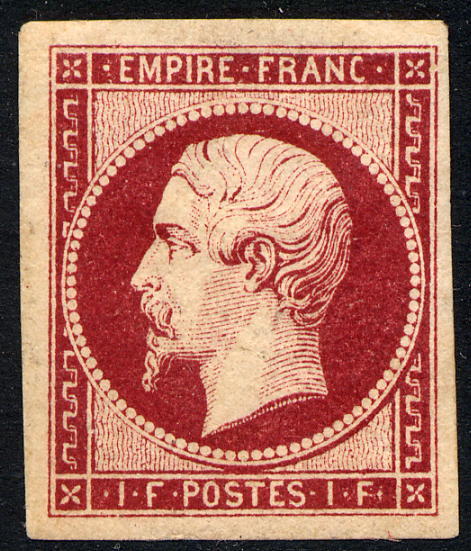 · EMPIRE · FRANC ·
· 1 · F · POSTES · 1 · F ·